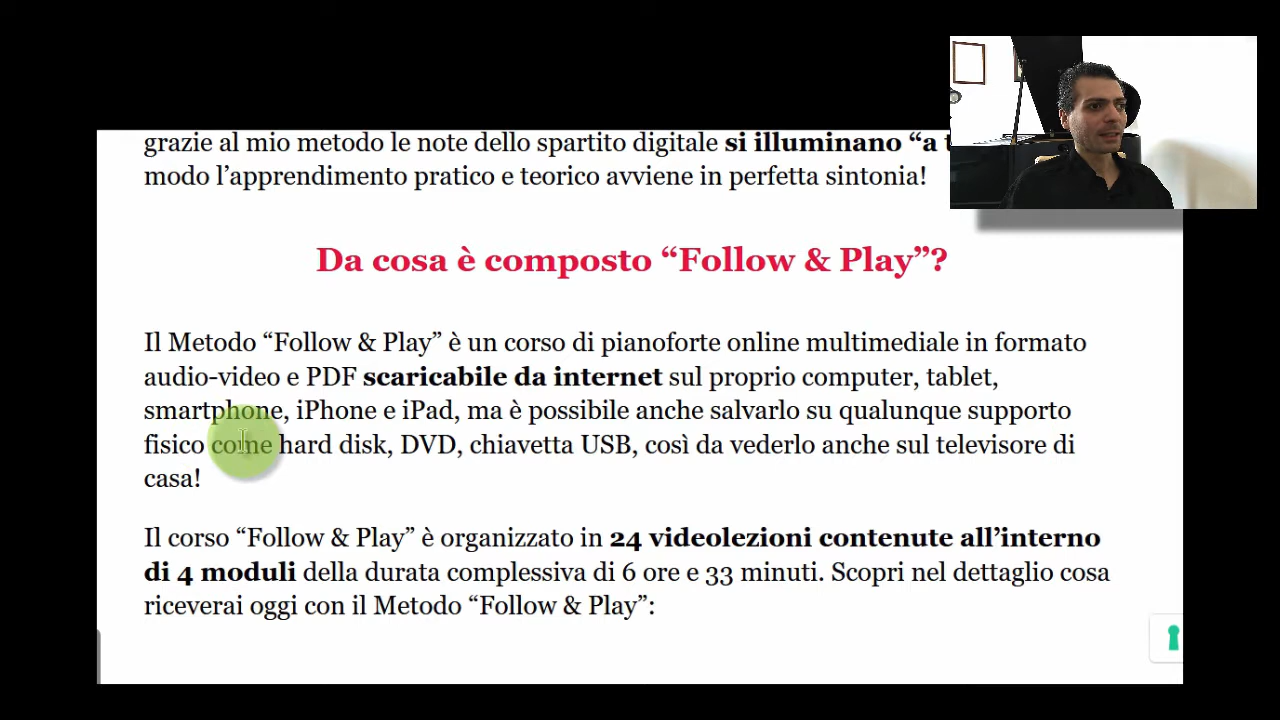 grazie al mio metodo le note dello spartito digitale si illuminano “a
modo l’apprendimento pratico e teorico avviene in perfetta sintonia!
Da cosa è composto “Follow & Play”?
Il Metodo “Follow & Play” è un corso di pianoforte online multimediale in formato
audio-video e PDF scaricabile da internet sul proprio computer, tablet,
smartphone, iPhone e iPad, ma è possibile anche salvarlo su qualunque supporto
fisico come hard disk, DVD, chiavetta USB, così da vederlo anche sul televisore di
casa!
Il corso “Follow & Play” è organizzato in 24 videolezioni contenute all’interno
di 4 moduli della durata complessiva di 6 ore e 33 minuti. Scopri nel dettaglio cosa
riceverai oggi con il Metodo “Follow & Play”: